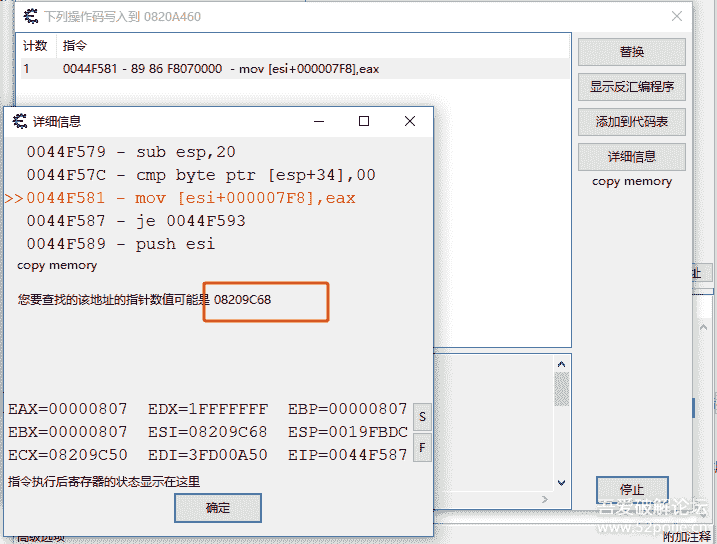 下列操作码写入到 0820A460
计数 指令
1 0044F581 - 89 86 F8070000 - mov [esi+000007F8],eax
替换
显示反汇编程序
添加到代码表
详细信息
copy memory
详细信息
0044F579 - sub esp,20
0044F57C - cmp byte ptr [esp+34],00
>>0044F581 - mov [esi+000007F8],eax
0044F587 - je 0044F593
0044F589 - push esi
copy memory
您要查找的该地址的指针数值可能是 08209C68
EAX=00000807 EDX=1FFFFFFF EBP=00000807
EBX=00000807 ESI=08209C68 ESP=0019FBDC
ECX=08209C50 EDI=3FD00A50 EIP=0044F587
S
F
指令执行后寄存器的状态显示在这里
确定
停止
吾爱破解论坛
www.52pojie.cn
高级选项
附加注释